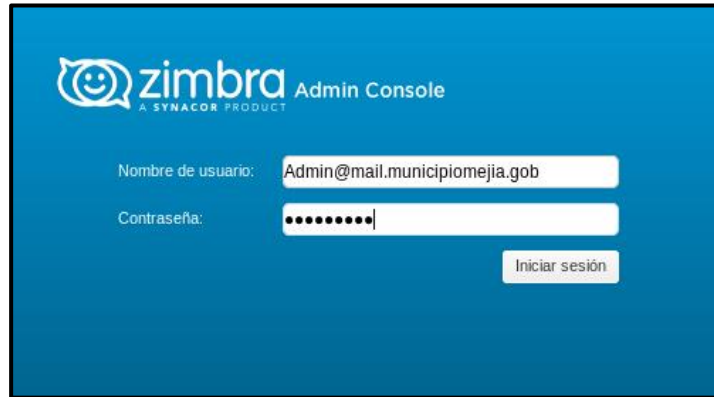 zimbra Admin Console
A SYNACOR PRODUCT
Nombre de usuario: Admin@mail.municipiomejia.gob
Contraseña: •••••••••
Iniciar sesión